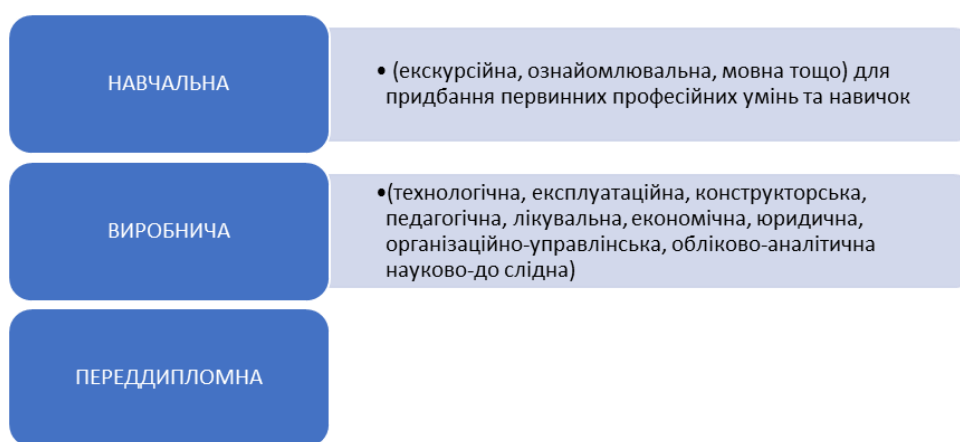 НАВЧАЛЬНА
• (екскурсійна, ознайомлювальна, мовна тощо) для
придбання первинних професійних умінь та навичок
ВИРОБНИЧА
•(технологічна, експлуатаційна, конструкторська,
педагогічна, лікувальна, економічна, юридична,
організаційно-управлінська, обліково-аналітична
науково-до слідна)
ПЕРЕДДИПЛОМНА